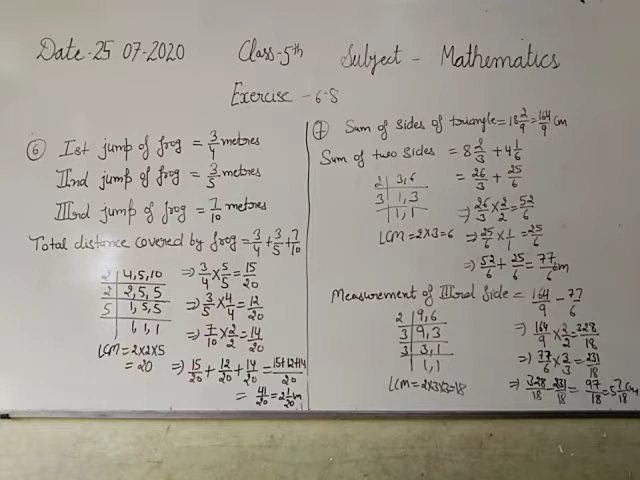 Date-25 07-2020 Class-5th Subject - Mathematics
Exercise - 6.5
⑥ Ist jump of frog = 3/4 metres
IInd jump of frog = 3/5 metres
IIIrd jump of frog = 7/10 metres
Total distance covered by frog = 3/4 + 3/5 + 7/10
2 | 4, 5, 10 ⇒ 3/4 × 5/5 = 15/20
2 | 2, 5, 5
5 | 1, 5, 5 ⇒ 3/5 × 4/4 = 12/20
1, 1, 1 ⇒ 7/10 × 2/2 = 14/20
LCM = 2×2×5
= 20 ⇒ 15/20 + 12/20 + 14/20 = 15+12+14/20
= 41/20 = 2 1/20 m
⑦ Sum of sides of triangle = 18 2/9 = 164/9 cm
Sum of two sides = 8 2/3 + 4 1/6
2 | 3, 6 = 26/3 + 25/6
3 | 1, 3
1, 1 ⇒ 26/3 × 2/2 = 52/6
LCM = 2×3 = 6 ⇒ 25/6 × 1/1 = 25/6
⇒ 52/6 + 25/6 = 77/6 cm
Measurement of IIIrd Side = 164/9 - 77/6
2 | 9, 6
3 | 9, 3 ⇒ 164/9 × 2/2 = 328/18
3 | 3, 1
1, 1 ⇒ 77/6 × 3/3 = 231/18
LCM = 2×3×3 = 18 ⇒ 328/18 - 231/18 = 97/18 = 5 7/18 cm